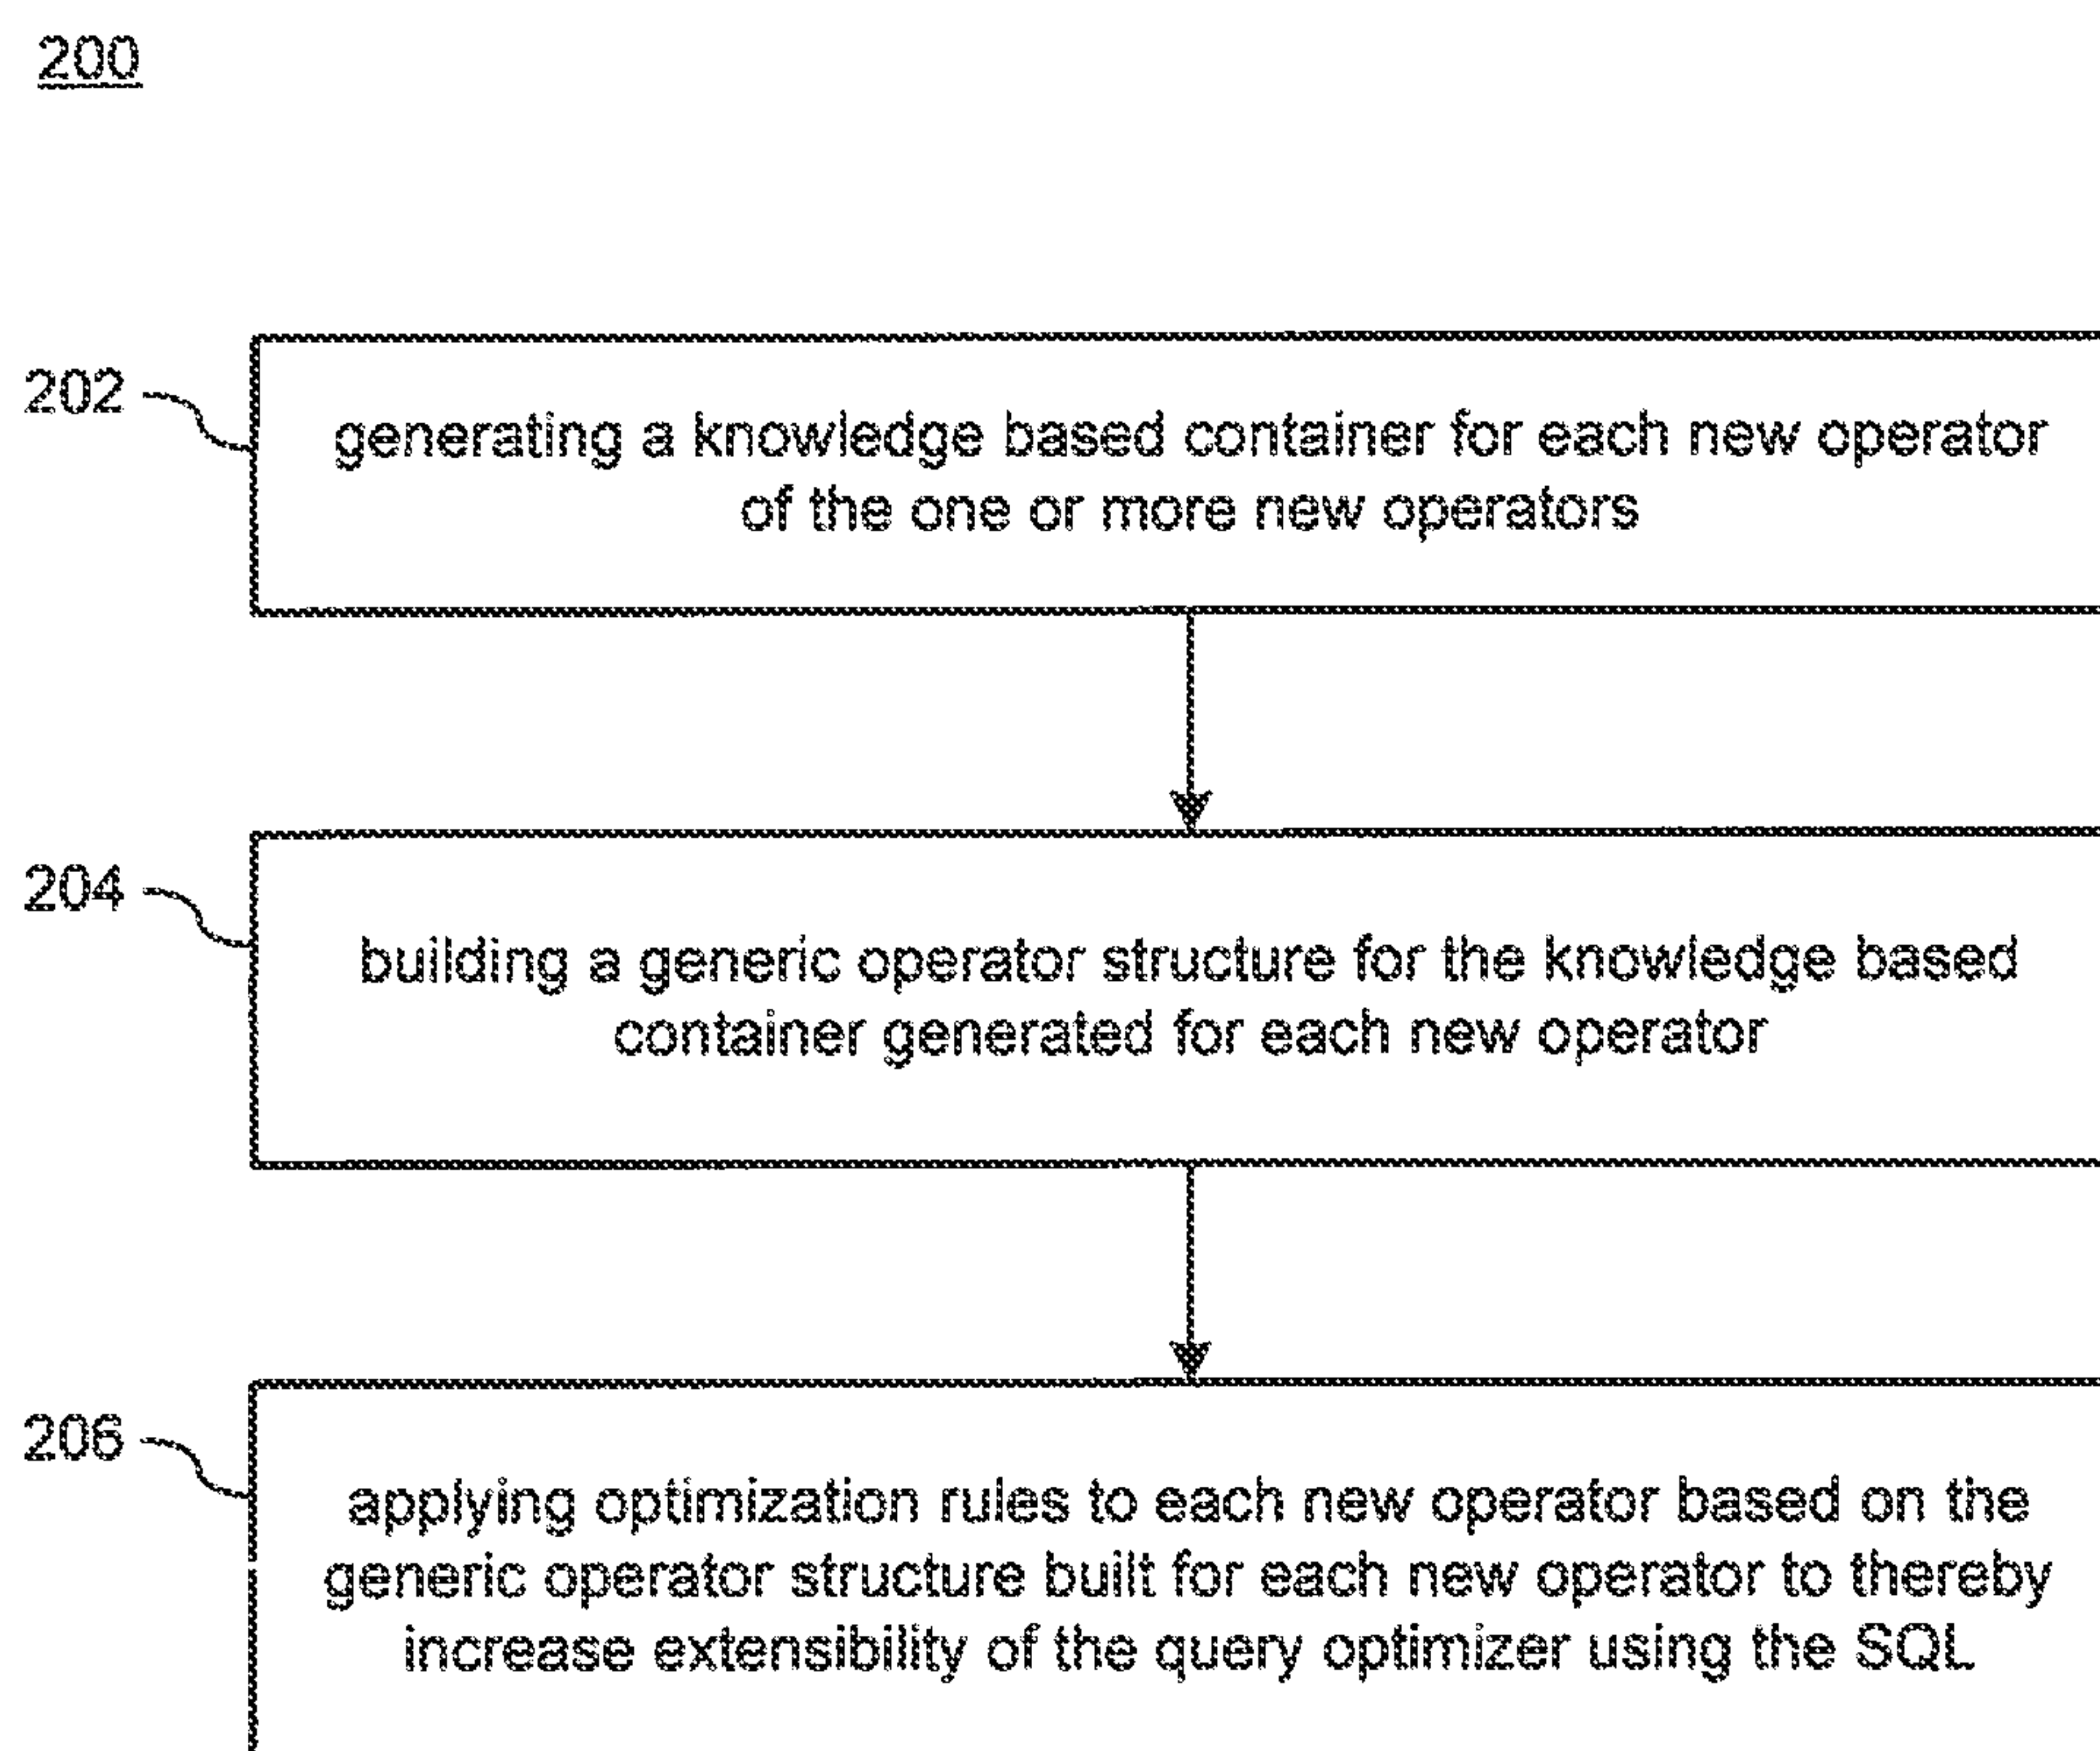 200
202
generating a knowledge based container for each new operator
of the one or more new operators
204
building a generic operator structure for the knowledge based
container generated for each new operator
206
applying optimization rules to each new operator based on the
generic operator structure built for each new operator to thereby
increase extensibility of the query optimizer using the SQL